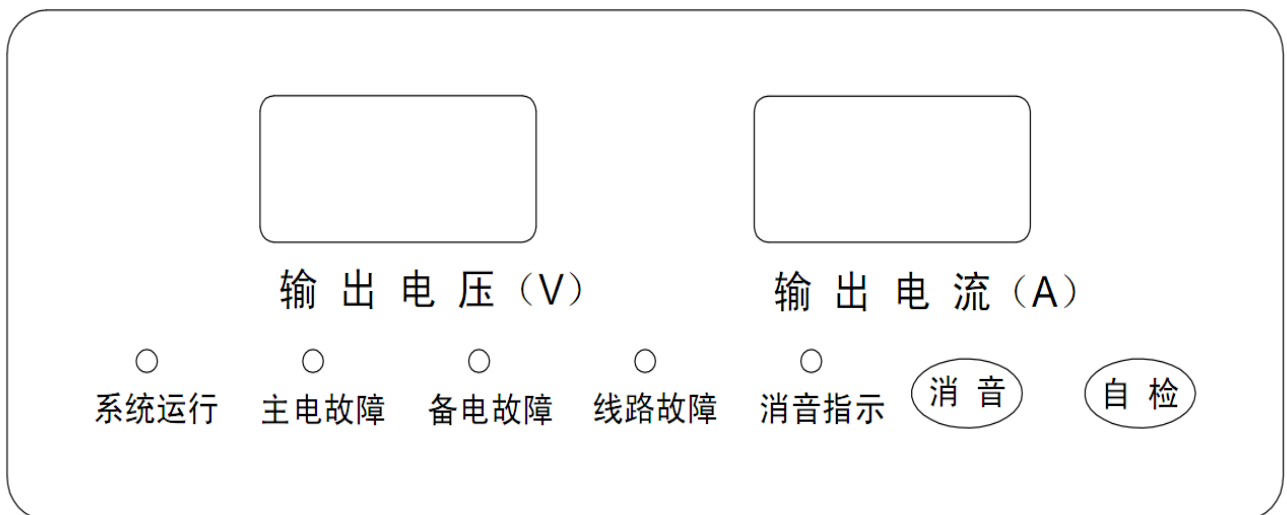 输出电压（V）
输出电流（A）
系统运行
主电故障
备电故障
线路故障
消音指示
消音
自检